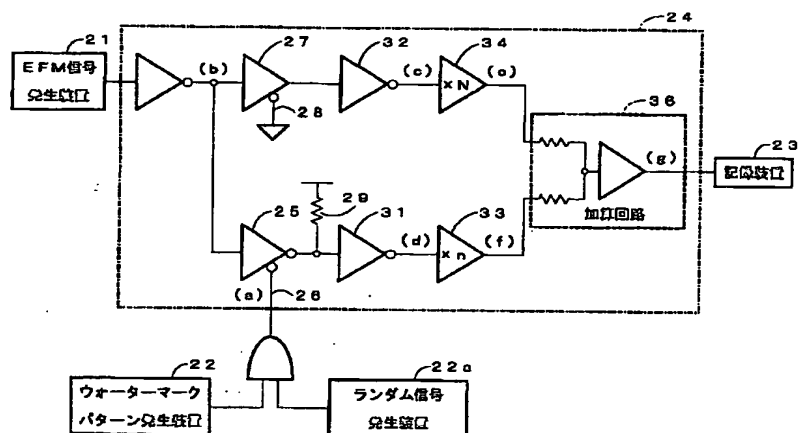 24
21
EFM信号
発生装置
(b)
27
28
32
(c)
34
×N
(e)
36
(g)
加算回路
23
記録装置
25
29
31
(d)
33
×n
(f)
(a)
26
22
ウォーターマーク
パターン発生装置
22a
ランダム信号
発生装置